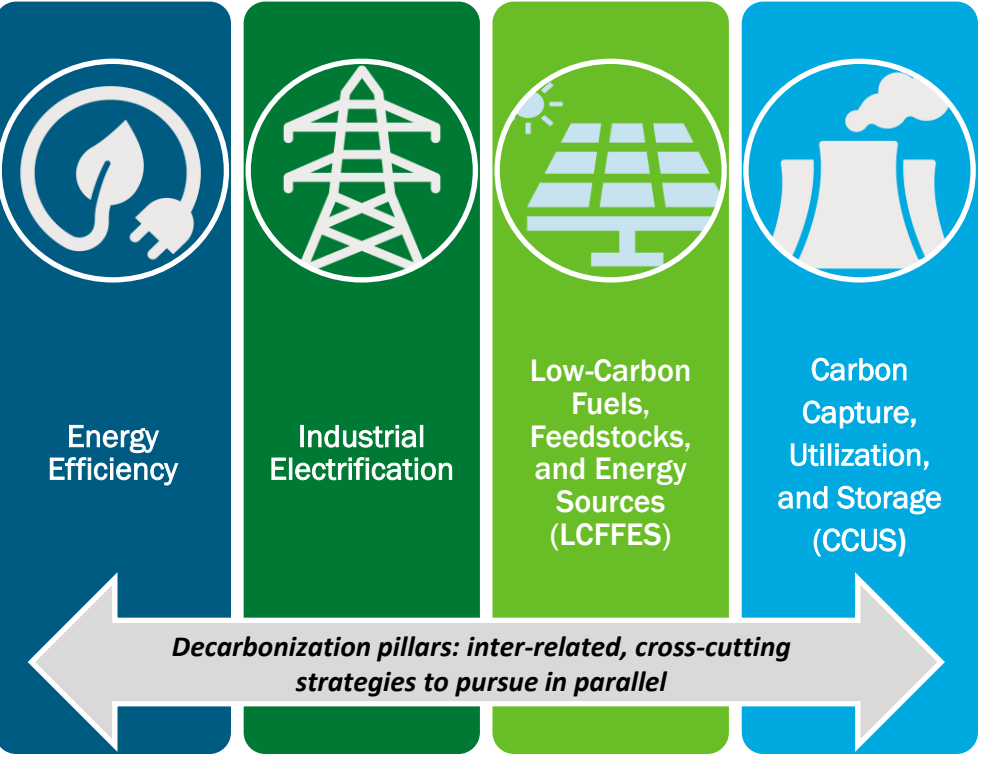 Energy
Efficiency
Industrial
Electrification
Low-Carbon
Fuels,
Feedstocks,
and Energy
Sources
(LCFFES)
Carbon
Capture,
Utilization,
and Storage
(CCUS)
Decarbonization pillars: inter-related, cross-cutting
strategies to pursue in parallel